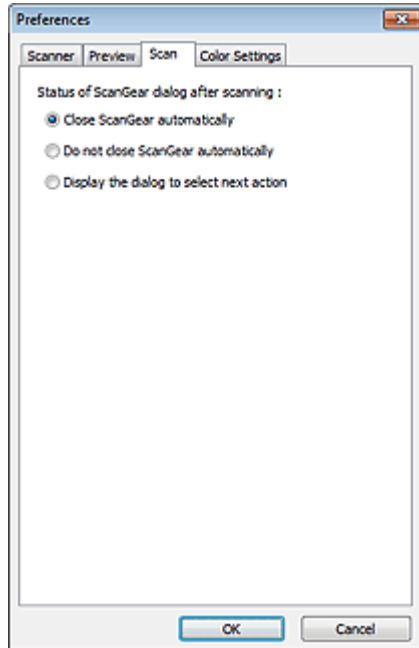 Preferences
Scanner Preview Scan Color Settings
Status of ScanGear dialog after scanning :
Close ScanGear automatically
Do not close ScanGear automatically
Display the dialog to select next action
OK Cancel